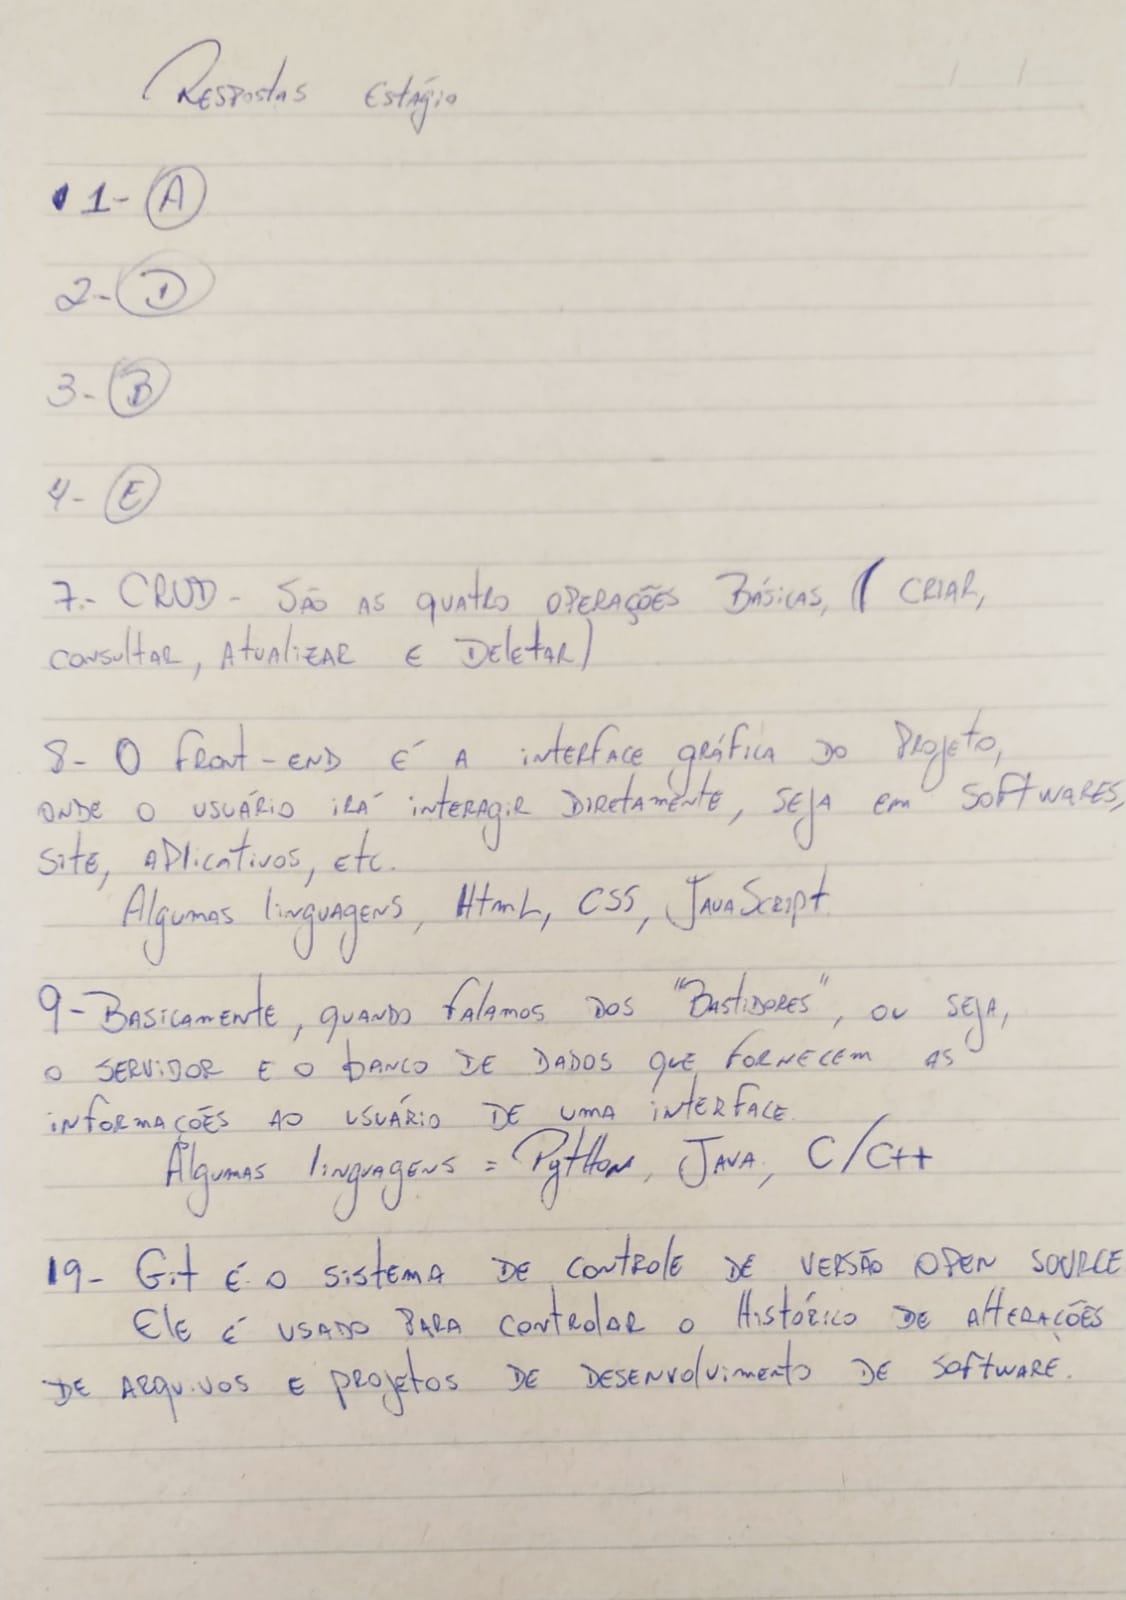 Respostas Estágio
1- A
2- D
3- B
4- E
7.- CRUD - São as quatro operações Básicas, ( criar,
consultar, atualizar e Deletar)
8- O front-end é a interface gráfica do Projeto,
onde o usuário irá interagir diretamente, seja em softwares,
site, aplicativos, etc.
Algumas linguagens, Html, CSS, JavaScript.
9- Basicamente, quando falamos dos "Bastidores", ou seja,
o servidor e o banco de dados que fornecem as
informações ao usuário de uma interface.
Algumas linguagens = Python, Java, C/C++
19- Git é o sistema de controle de versão open source
Ele é usado para controlar o Histórico de alterações
de arquivos e projetos de desenvolvimento de software.